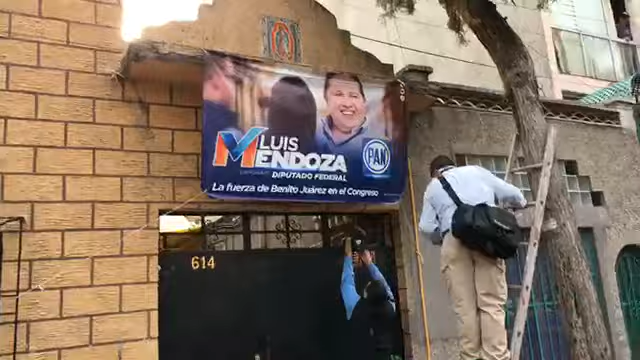 LUIS
MENDOZA
DIPUTADO FEDERAL
PAN
La fuerza de Benito Juárez en el Congreso
614